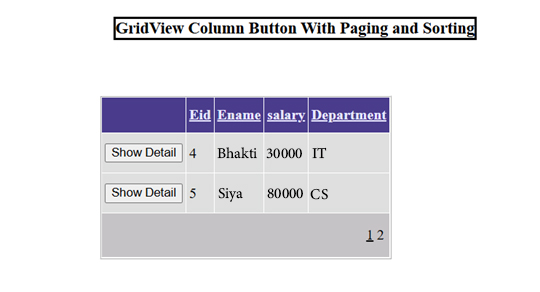 GridView Column Button With Paging and Sorting
Eid Ename salary Department
Show Detail 4 Bhakti 30000 IT
Show Detail 5 Siya 80000 CS
1 2